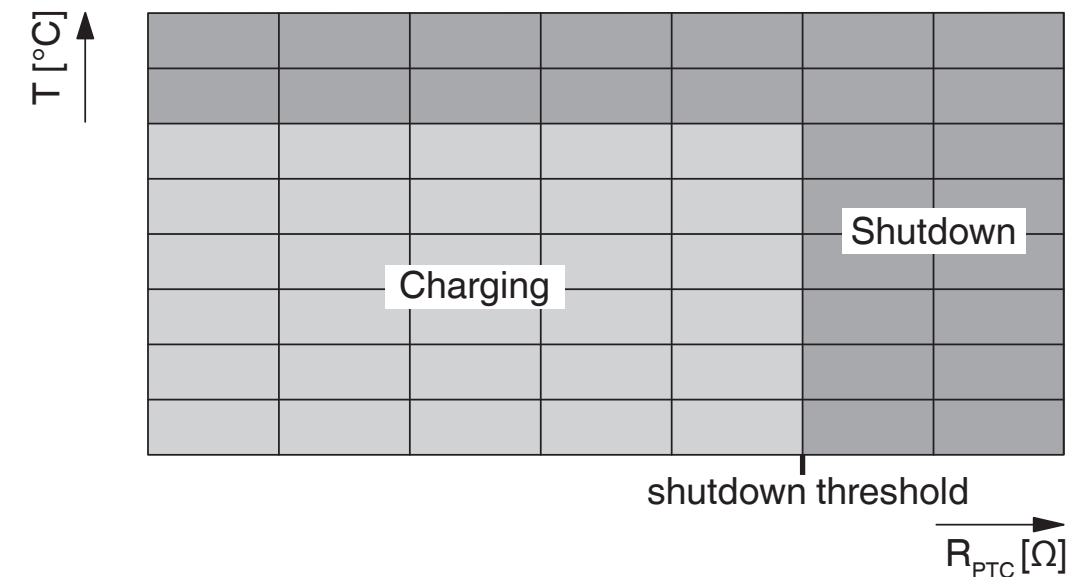 T [°C]
Shutdown
Charging
shutdown threshold
R_PTC [Ω]